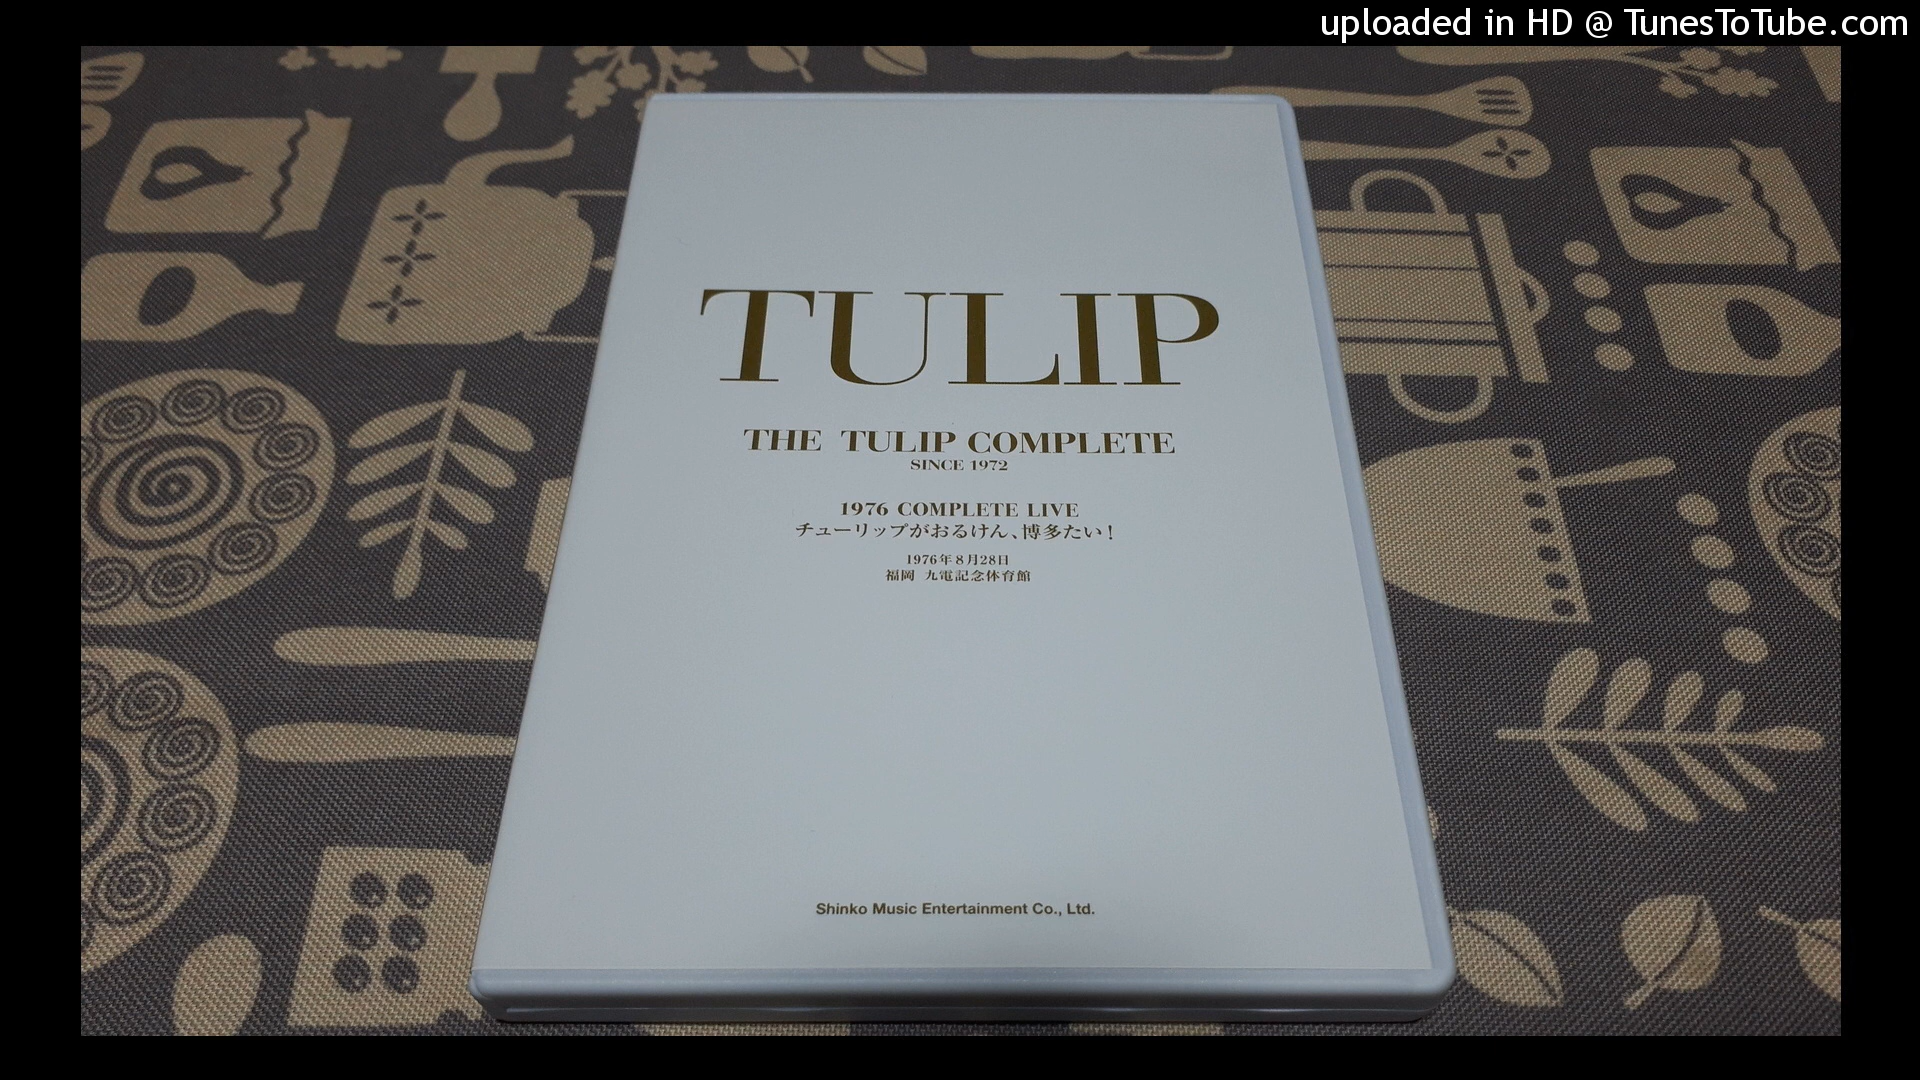 uploaded in HD @ TunesToTube.com
TULIP
THE TULIP COMPLETE
SINCE 1972
1976 COMPLETE LIVE
チューリップがおるけん、博多たい！
1976年8月28日
福岡 九電記念体育館
Shinko Music Entertainment Co., Ltd.